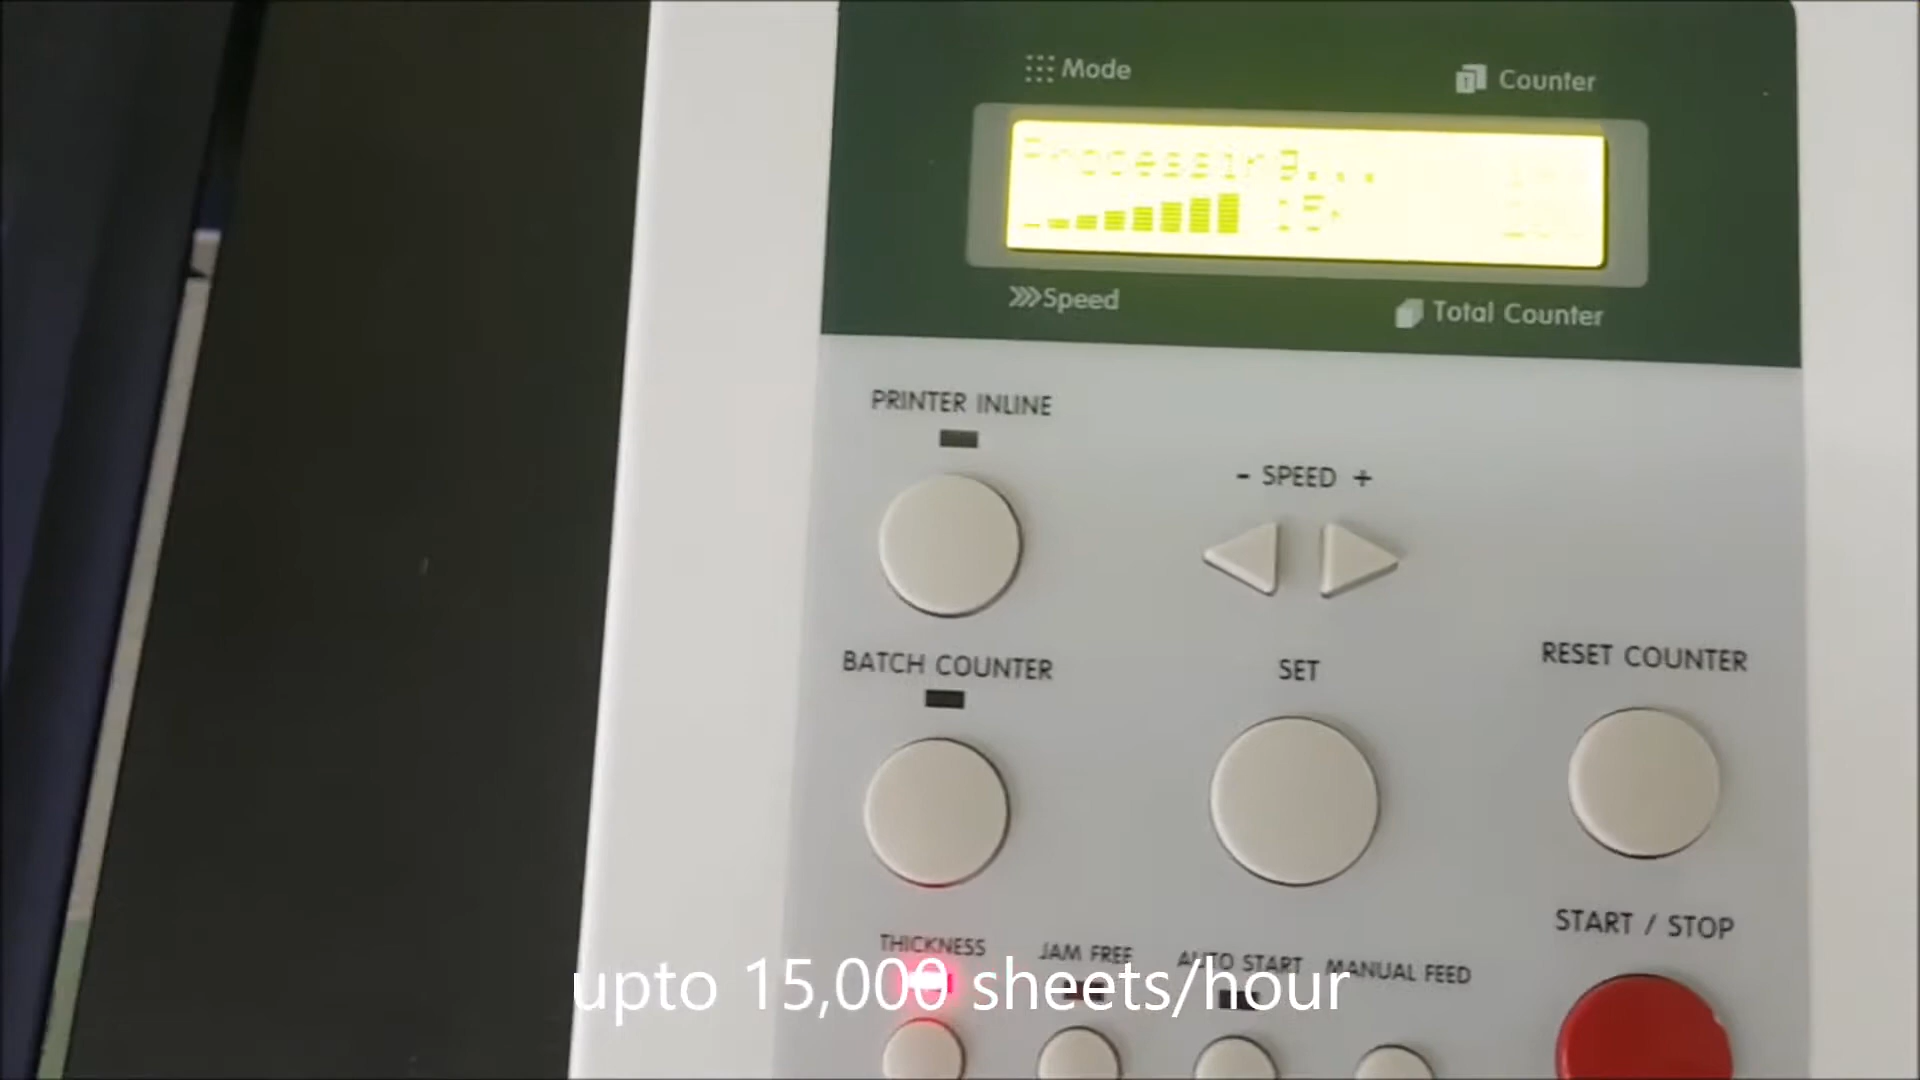 Mode
Counter
Processing...
Speed
Total Counter
PRINTER INLINE
- SPEED +
BATCH COUNTER
SET
RESET COUNTER
START / STOP
THICKNESS
JAM FREE
AUTO START
MANUAL FEED
upto 15,000 sheets/hour